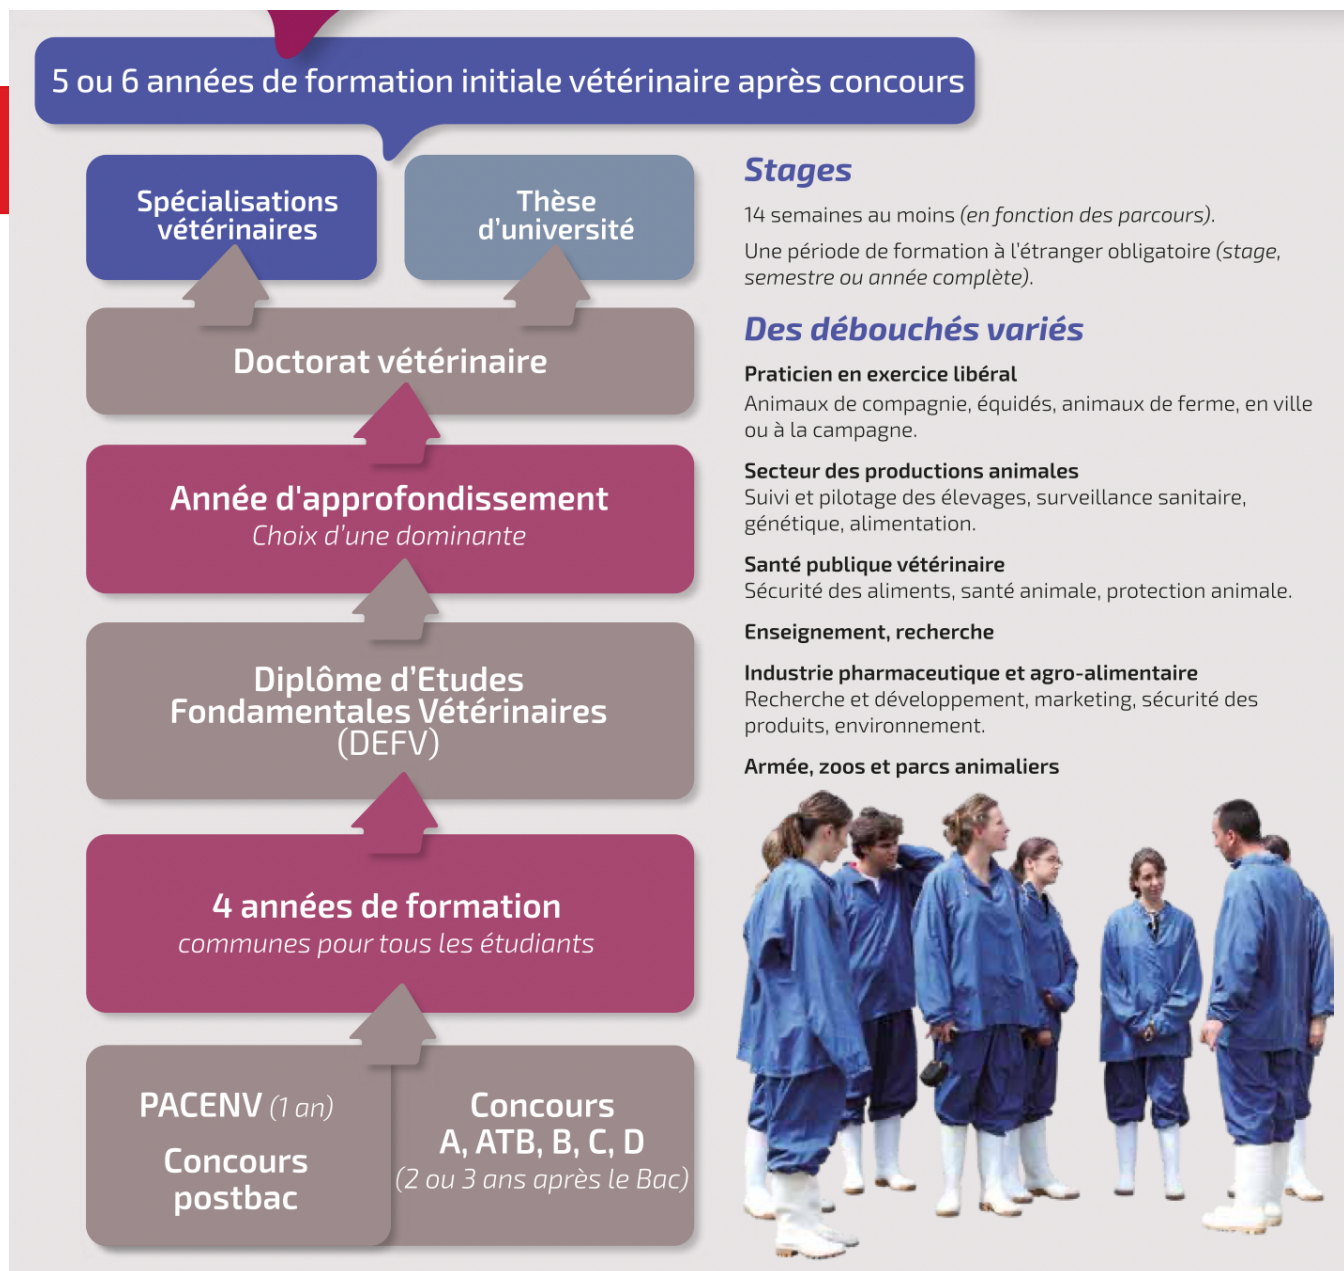 5 ou 6 années de formation initiale vétérinaire après concours
Spécialisations
vétérinaires
Thèse
d'université
Doctorat vétérinaire
Année d'approfondissement
Choix d'une dominante
Diplôme d'Etudes
Fondamentales Vétérinaires
(DEFV)
4 années de formation
communes pour tous les étudiants
PACENV (1 an)
Concours
postbac
Concours
A, ATB, B, C, D
(2 ou 3 ans après le Bac)
Stages
14 semaines au moins (en fonction des parcours).
Une période de formation à l'étranger obligatoire (stage,
semestre ou année complète).
Des débouchés variés
Praticien en exercice libéral
Animaux de compagnie, équidés, animaux de ferme, en ville
ou à la campagne.
Secteur des productions animales
Suivi et pilotage des élevages, surveillance sanitaire,
génétique, alimentation.
Santé publique vétérinaire
Sécurité des aliments, santé animale, protection animale.
Enseignement, recherche
Industrie pharmaceutique et agro-alimentaire
Recherche et développement, marketing, sécurité des
produits, environnement.
Armée, zoos et parcs animaliers